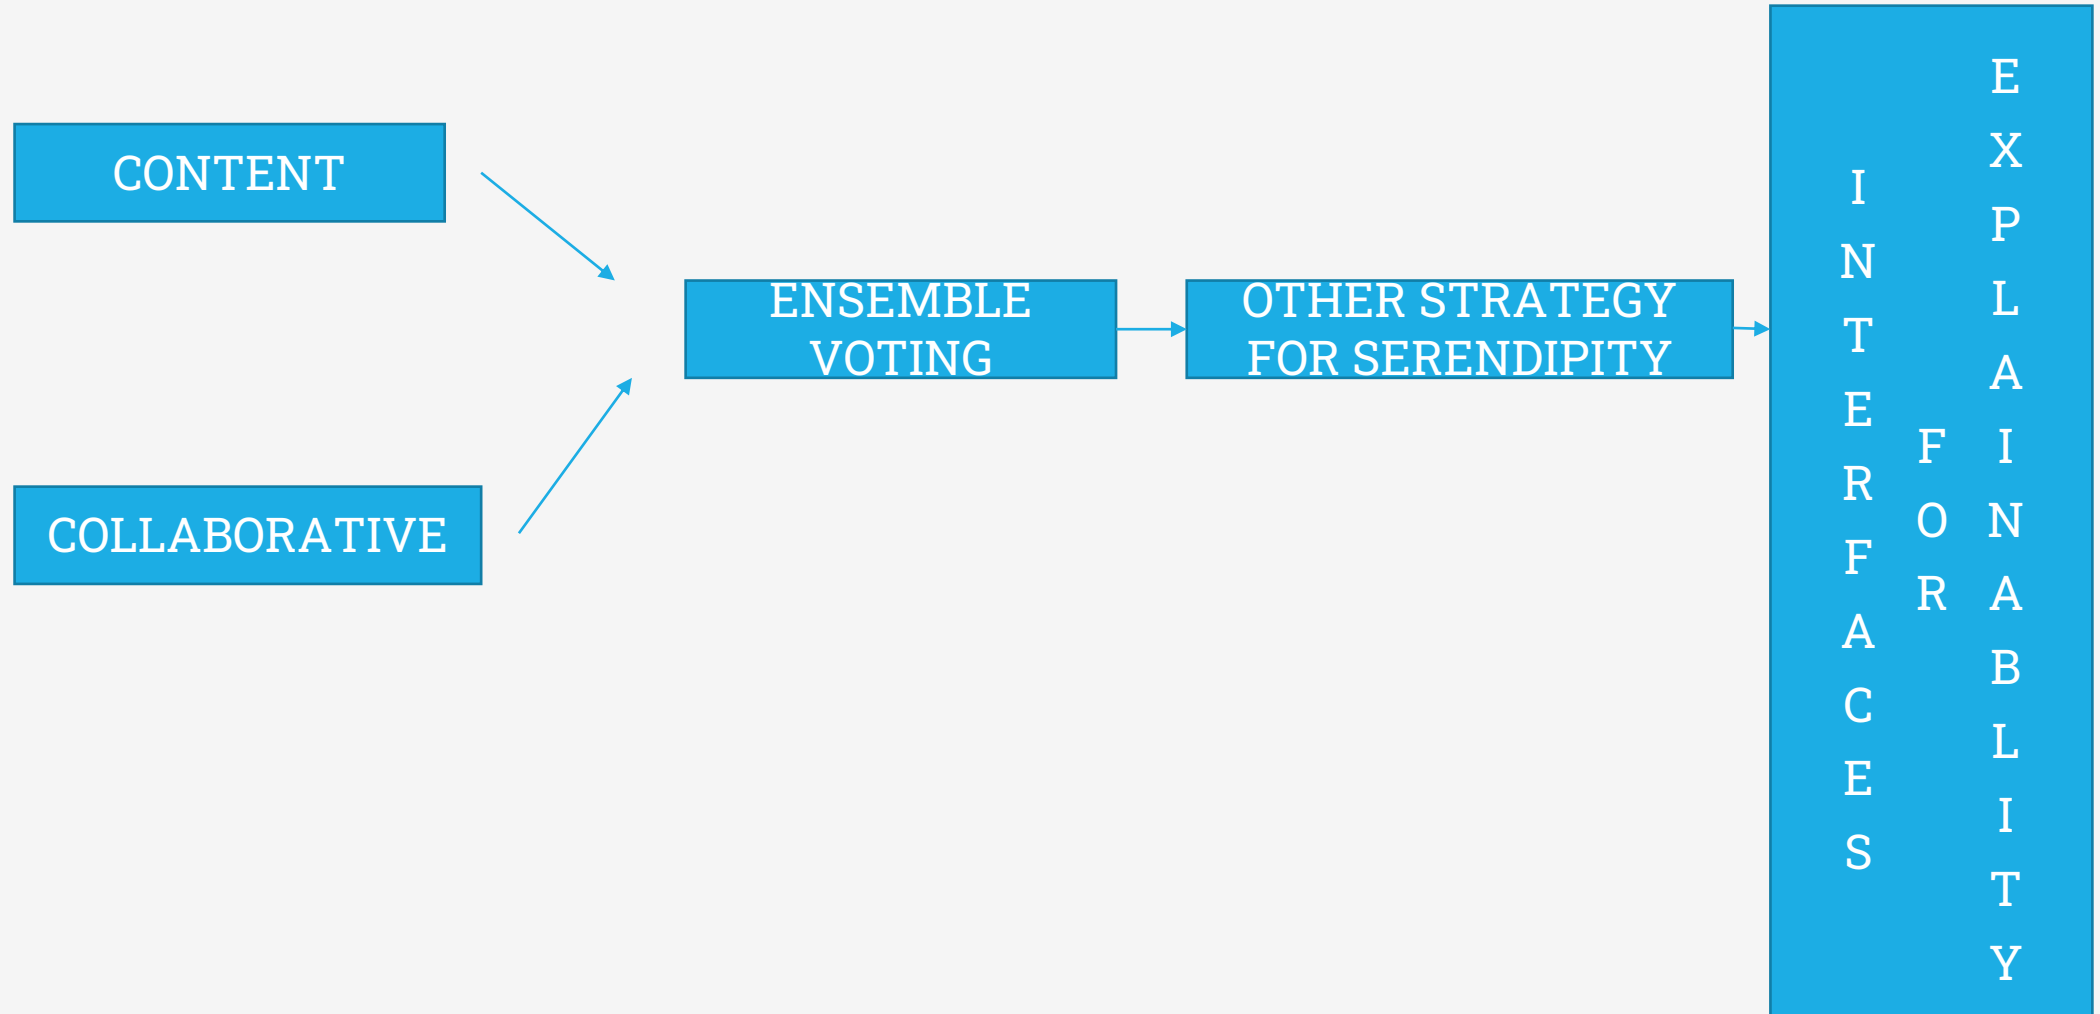 CONTENT
COLLABORATIVE
ENSEMBLE
VOTING
OTHER STRATEGY
FOR SERENDIPITY
INTERFACES
FOR
EXPLAINABLITY